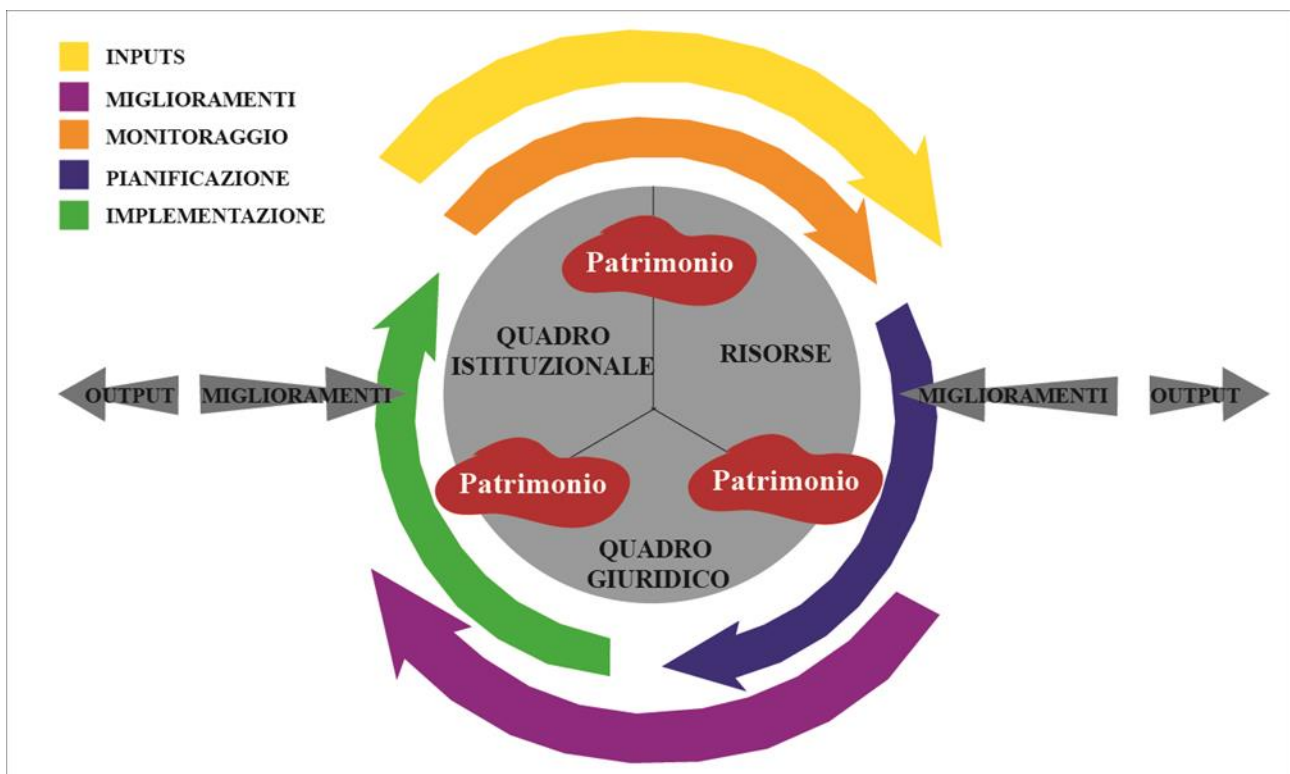 INPUTS
MIGLIORAMENTI
MONITORAGGIO
PIANIFICAZIONE
IMPLEMENTAZIONE
Patrimonio
QUADRO
ISTITUZIONALE
RISORSE
OUTPUT
MIGLIORAMENTI
MIGLIORAMENTI
OUTPUT
Patrimonio
Patrimonio
QUADRO
GIURIDICO